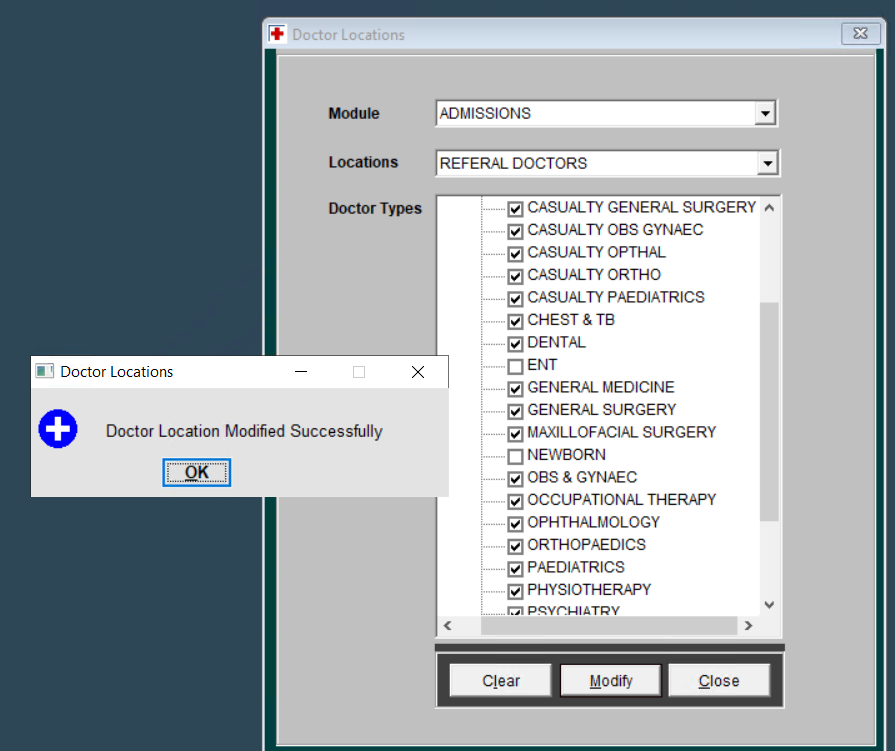 Doctor Locations
Module
ADMISSIONS
Locations
REFERAL DOCTORS
Doctor Types
CASUALTY GENERAL SURGERY
CASUALTY OBS GYNAEC
CASUALTY OPTHAL
CASUALTY ORTHO
CASUALTY PAEDIATRICS
CHEST & TB
DENTAL
ENT
GENERAL MEDICINE
GENERAL SURGERY
MAXILLOFACIAL SURGERY
NEWBORN
OBS & GYNAEC
OCCUPATIONAL THERAPY
OPHTHALMOLOGY
ORTHOPAEDICS
PAEDIATRICS
PHYSIOTHERAPY
PSYCHIATRY
Clear Modify Close
Doctor Locations
Doctor Location Modified Successfully
OK